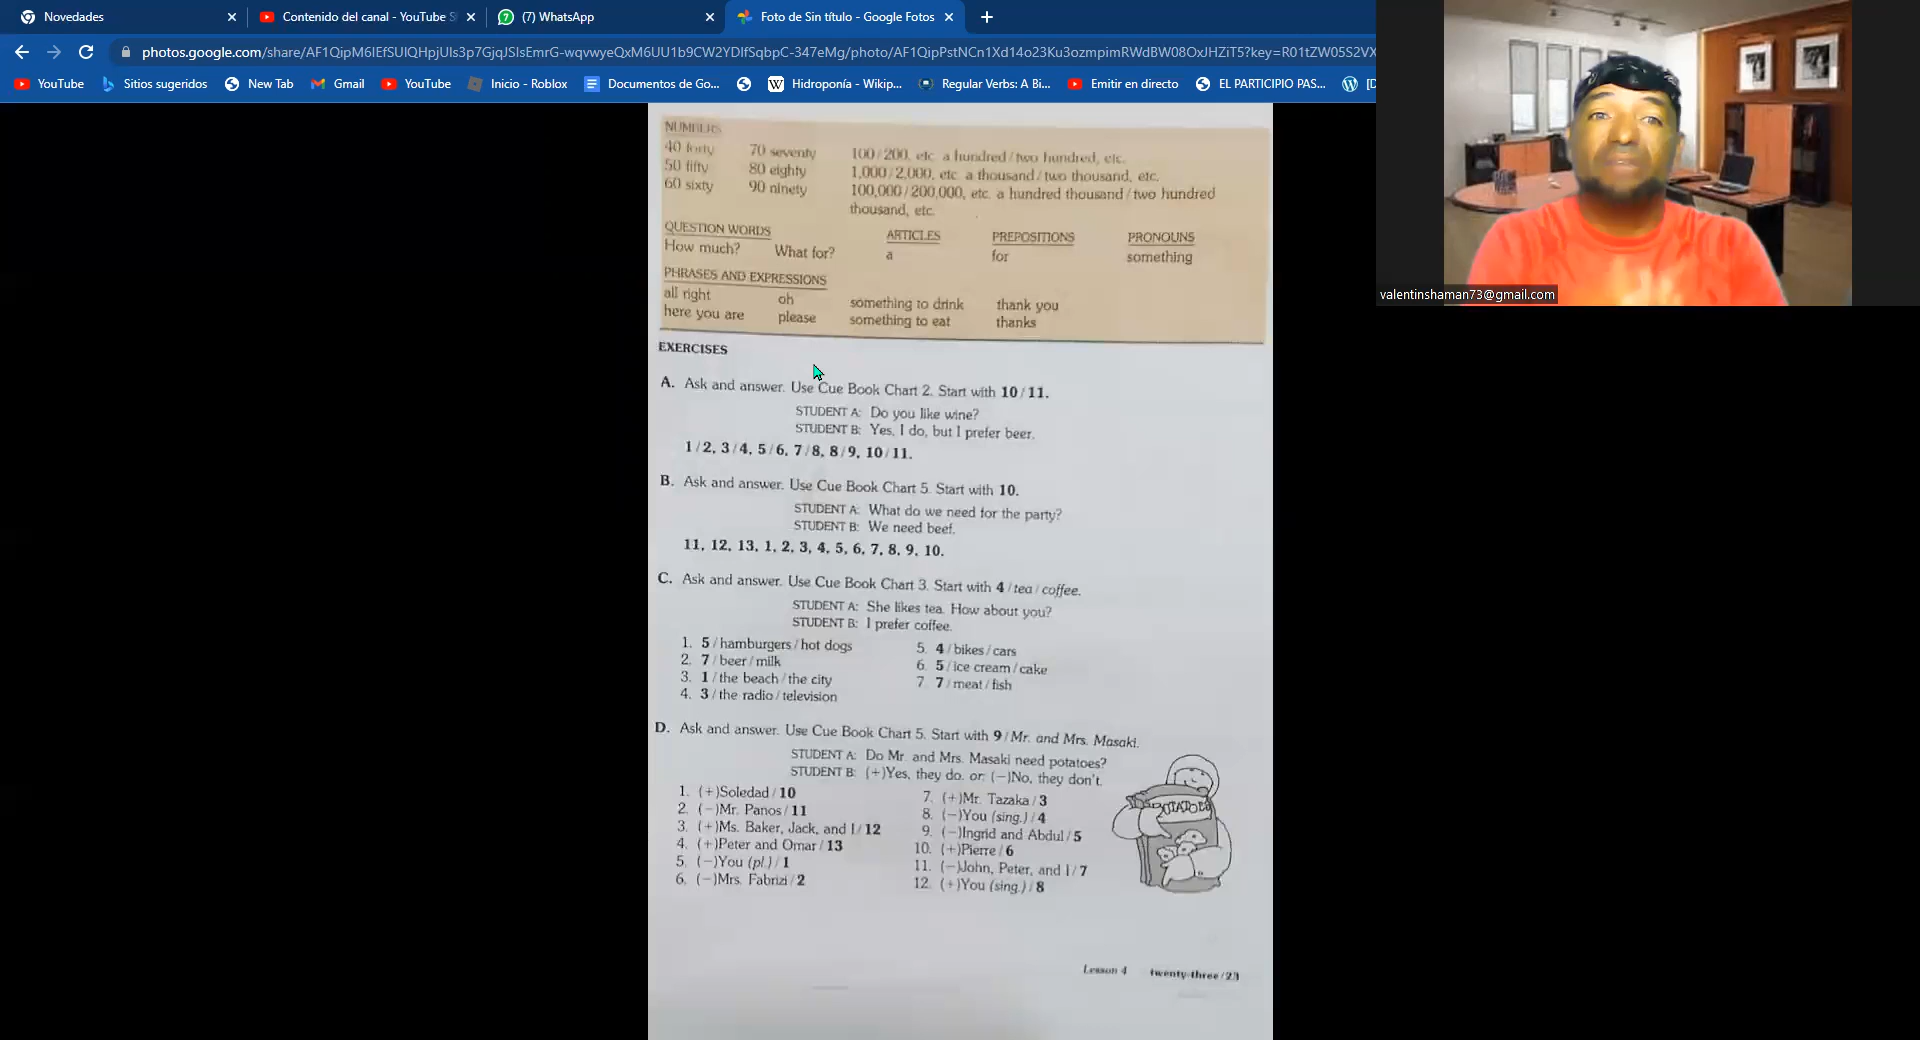 Novedades
Contenido del canal - YouTube S
7 (7) WhatsApp
Foto de Sin título - Google Fotos
photos.google.com/share/AF1QipM6lEfSUlQHpjUIs3p7GjqJSlsEmrG-wqvwyeQxM6UU1b9CW2YDlfSqbpC-347eMg/photo/AF1QipPstNCn1Xd14o23Ku3ozmpimRWdBW08OxJHZiT5?key=R01tZW05S2VX
YouTube Sitios sugeridos New Tab Gmail YouTube Inicio - Roblox Documentos de Go... W Hidroponía - Wikip... Regular Verbs: A Bi... Emitir en directo EL PARTICIPIO PAS... [D
valentinshaman73@gmail.com
NUMBERS
40 forty 70 seventy 100/200, etc. a hundred/two hundred, etc.
50 fifty 80 eighty 1,000/2,000, etc. a thousand/two thousand, etc.
60 sixty 90 ninety 100,000/200,000, etc. a hundred thousand/two hundred
thousand, etc.
QUESTION WORDS ARTICLES PREPOSITIONS PRONOUNS
How much? What for? a for something
PHRASES AND EXPRESSIONS
all right oh something to drink thank you
here you are please something to eat thanks
EXERCISES
A. Ask and answer. Use Cue Book Chart 2. Start with 10/11.
STUDENT A: Do you like wine?
STUDENT B: Yes, I do, but I prefer beer.
1/2, 3/4, 5/6, 7/8, 8/9, 10/11.
B. Ask and answer. Use Cue Book Chart 5. Start with 10.
STUDENT A: What do we need for the party?
STUDENT B: We need beef.
11, 12, 13, 1, 2, 3, 4, 5, 6, 7, 8, 9, 10.
C. Ask and answer. Use Cue Book Chart 3. Start with 4/tea/coffee.
STUDENT A: She likes tea. How about you?
STUDENT B: I prefer coffee.
1. 5/hamburgers/hot dogs
2. 7/beer/milk
3. 1/the beach/the city
4. 3/the radio/television
5. 4/bikes/cars
6. 5/ice cream/cake
7. 7/meat/fish
D. Ask and answer. Use Cue Book Chart 5. Start with 9/Mr. and Mrs. Masaki.
STUDENT A: Do Mr. and Mrs. Masaki need potatoes?
STUDENT B: (+)Yes, they do. or: (−)No, they don't.
1. (+)Soledad/10
2. (−)Mr. Panos/11
3. (+)Ms. Baker, Jack, and I/12
4. (+)Peter and Omar/13
5. (−)You (pl.)/1
6. (−)Mrs. Fabrizi/2
7. (+)Mr. Tazaka/3
8. (−)You (sing.)/4
9. (−)Ingrid and Abdul/5
10. (+)Pierre/6
11. (−)John, Peter, and I/7
12. (+)You (sing.)/8
POTATOES
Lesson 4 twenty-three/23